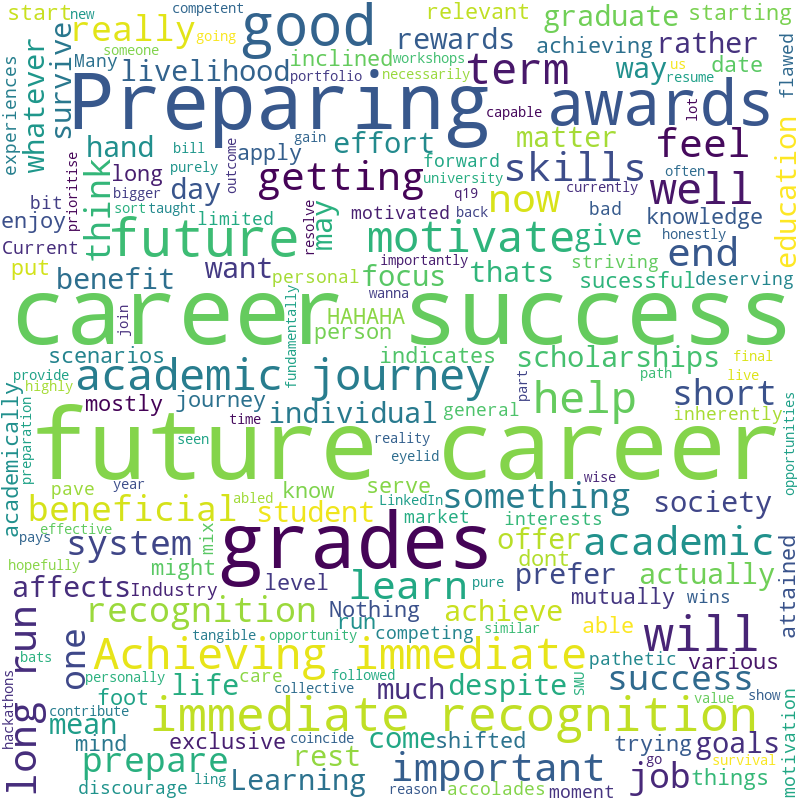 start new competent good relevant graduate starting
really someone going rewards achieving rather
Many livelihood inclined workshops term way date flawed
experiences whatever survive Preparing portfolio necessarily us resume awards
capable lot
hand bill gain effort matter feel
prioritise think long purely outcome apply forward skills well education
day getting university often
bit bigger sort taught may resolve motivated q19 now currently bad knowledge
enjoy limited back honestly
Current future motivate give end
put benefit want personal importantly focus thats striving sucessful deserving
wanna
career success
join fundamentally HAHAHA person
scenarios indicates scholarships final
provide academic journey path live
highly mostly journey individual general help short
academically preparation time part inherently opportunities
future career
seen reality eyelid wise
pave year abled know serve LinkedIn something society
beneficial student market interests
effective mix grades offer academic
pays system dont attained
hopefully might pure prefer actually
affects Industry level learn mutually wins
recognition Nothing achieve able will
long run one run competing similar
tangible opportunity
bats Achieving immediate pathetic various
personally care followed SMU success
foot life collective much despite value show
hackathons contribute immediate recognition motivation
mean mind exclusive coincide come shifted trying goals
prepare rest important go survival
discourage ling Learning reason accolades moment job things